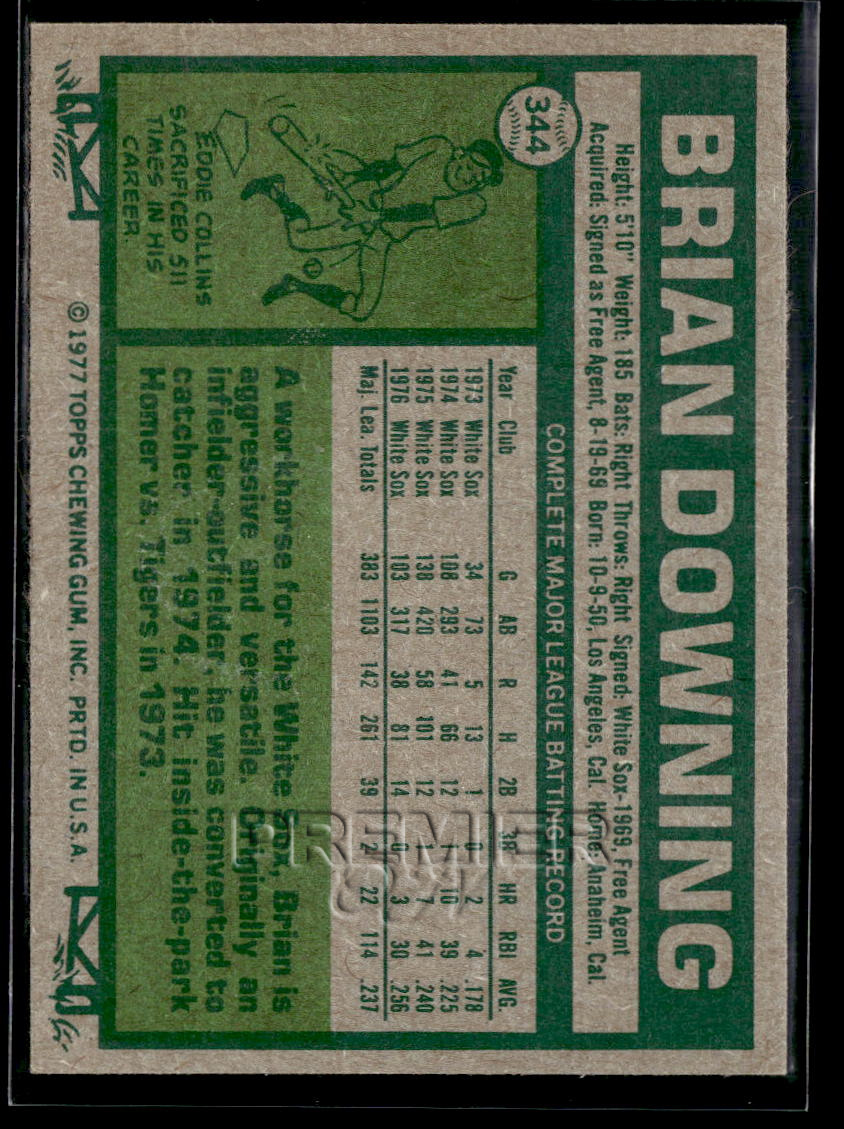 BRIAN DOWNING
344
Height: 5'10" Weight: 185 Bats: Right Throws: Right Signed: White Sox-1969, Free Agent
Acquired: Signed as Free Agent, 8-19-69 Born: 10-9-50, Los Angeles, Cal. Home: Anaheim, Cal.
COMPLETE MAJOR LEAGUE BATTING RECORD
Year Club G AB R H 2B 3B HR RBI AVG.
1973 White Sox 34 73 5 13 1 0 2 4 .178
1974 White Sox 108 293 41 66 12 1 10 39 .225
1975 White Sox 138 420 58 101 12 1 7 41 .240
1976 White Sox 103 317 38 81 14 0 3 30 .256
Maj. Lea. Totals 383 1103 142 261 39 2 22 114 .237
EDDIE COLLINS
SACRIFICED 511
TIMES IN HIS
CAREER.
A workhorse for the White Sox, Brian is
aggressive and versatile. Originally an
infielder-outfielder, he was converted to
catcher in 1974. Hit inside-the-park
Homer vs. Tigers in 1973.
© 1977 TOPPS CHEWING GUM, INC. PRTD. IN U.S.A.
PREMIER